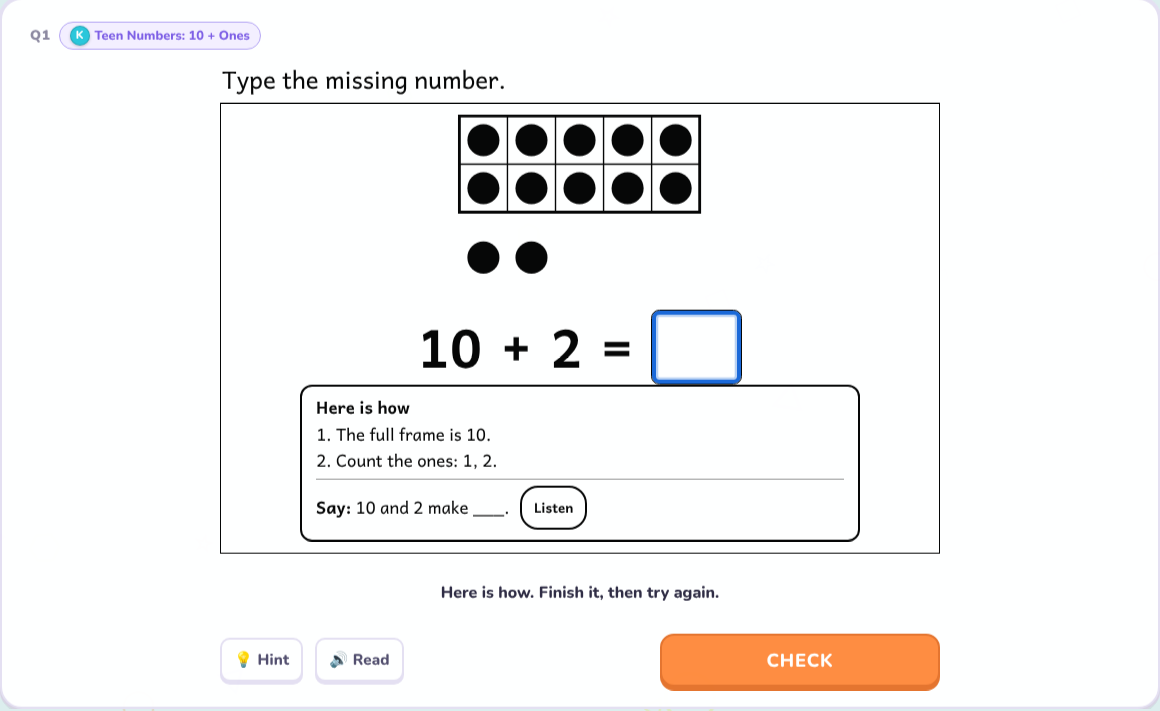 Q1 K Teen Numbers: 10 + Ones
Type the missing number.
10 + 2 =
Here is how
1. The full frame is 10.
2. Count the ones: 1, 2.
Say: 10 and 2 make ___. Listen
Here is how. Finish it, then try again.
Hint Read CHECK